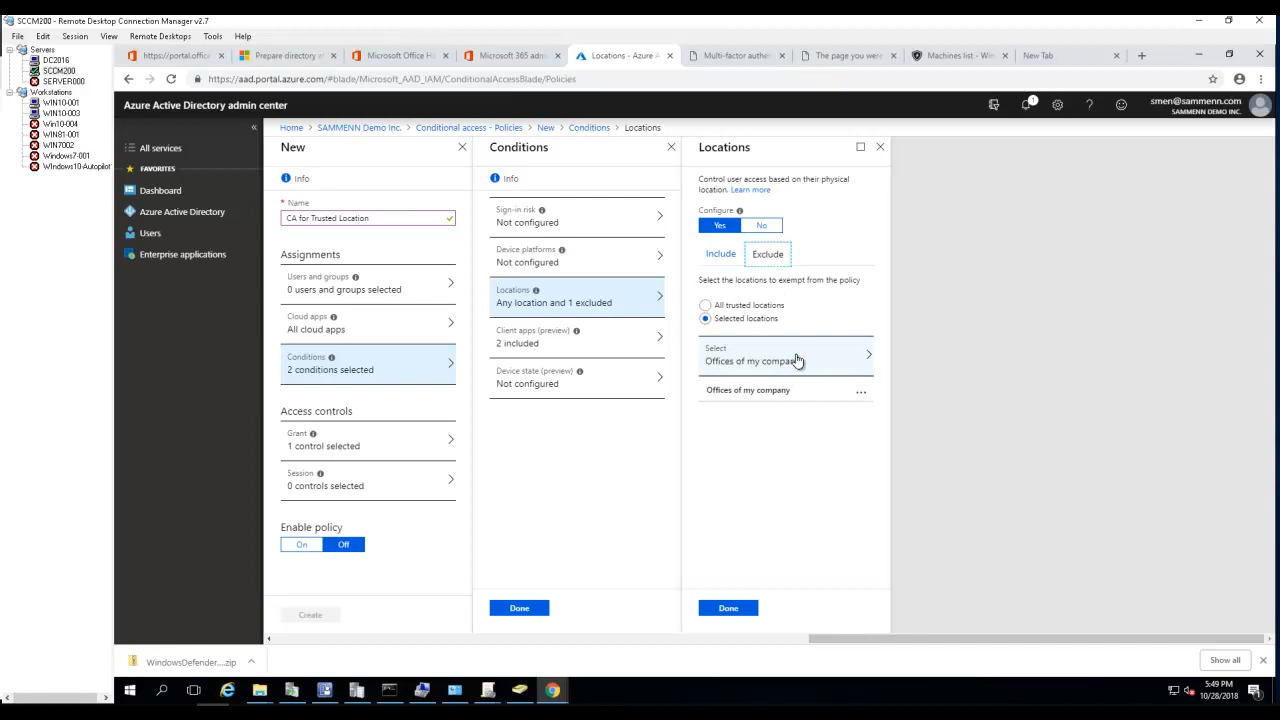 SCCM200 - Remote Desktop Connection Manager v2.7
File Edit Session View Remote Desktops Tools Help
Servers
DC2016
SCCM200
SERVER000
Workstations
WIN10-001
WIN10-003
Win10-004
WIN81-001
WIN7002
Windows7-001
Windows10-Autopilot
https://portal.office
Prepare directory w
Microsoft Office Ho
Microsoft 365 adm
Locations - Azure A
Multi-factor authen
The page you were
Machines list - Win
New Tab
https://aad.portal.azure.com/#blade/Microsoft_AAD_IAM/ConditionalAccessBlade/Policies
Azure Active Directory admin center
1
smen@sammenn.com
SAMMENN DEMO INC.
Home > SAMMENN Demo Inc. > Conditional access - Policies > New > Conditions > Locations
All services
FAVORITES
Dashboard
Azure Active Directory
Users
Enterprise applications
New
Info
* Name
CA for Trusted Location
Assignments
Users and groups
0 users and groups selected
Cloud apps
All cloud apps
Conditions
2 conditions selected
Access controls
Grant
1 control selected
Session
0 controls selected
Enable policy
On Off
Create
Conditions
Info
Sign-in risk
Not configured
Device platforms
Not configured
Locations
Any location and 1 excluded
Client apps (preview)
2 included
Device state (preview)
Not configured
Done
Locations
Control user access based on their physical
location. Learn more
Configure
Yes No
Include Exclude
Select the locations to exempt from the policy
All trusted locations
Selected locations
Select
Offices of my company
Offices of my company
...
Done
WindowsDefender....zip
Show all
5:49 PM
10/28/2018
1